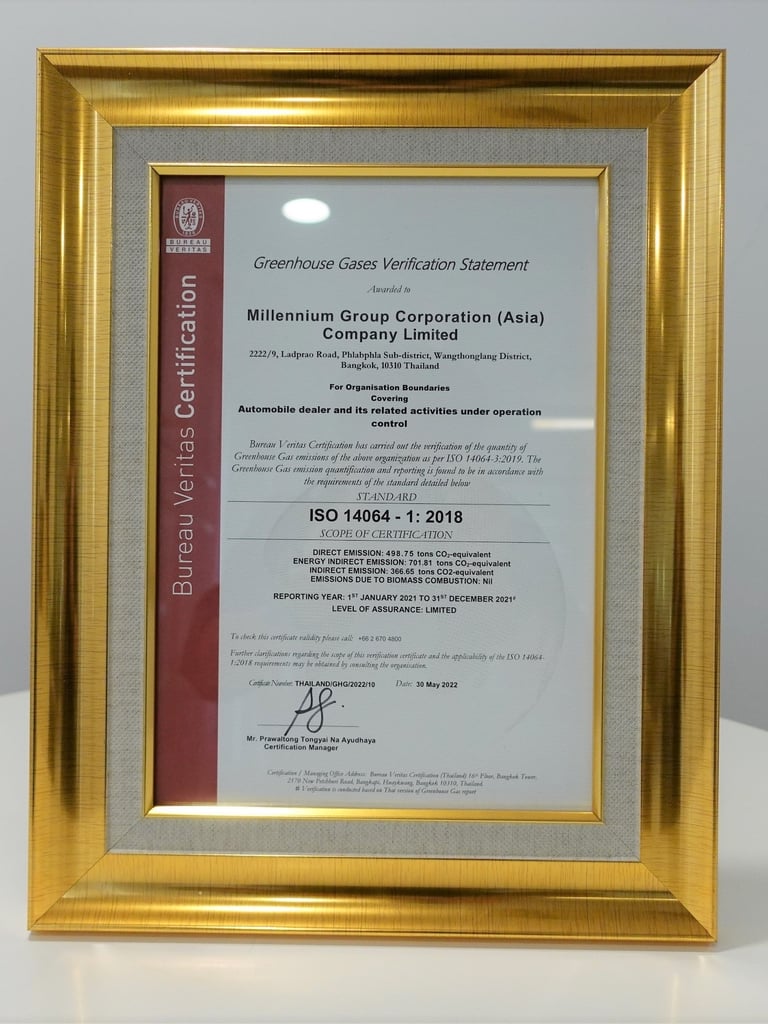 BUREAU
VERITAS
Bureau Veritas Certification
Greenhouse Gases Verification Statement
Awarded to
Millennium Group Corporation (Asia)
Company Limited
2222/9, Ladprao Road, Phlabphla Sub-district, Wangthonglang District,
Bangkok, 10310 Thailand
For Organisation Boundaries
Covering
Automobile dealer and its related activities under operation
control
Bureau Veritas Certification has carried out the verification of the quantity of
Greenhouse Gas emissions of the above organization as per ISO 14064-3:2019. The
Greenhouse Gas emission quantification and reporting is found to be in accordance with
the requirements of the standard detailed below
STANDARD
ISO 14064 - 1: 2018
SCOPE OF CERTIFICATION
DIRECT EMISSION: 498.75 tons CO₂-equivalent
ENERGY INDIRECT EMISSION: 701.81 tons CO₂-equivalent
INDIRECT EMISSION: 366.65 tons CO2-equivalent
EMISSIONS DUE TO BIOMASS COMBUSTION: Nil
REPORTING YEAR: 1ST JANUARY 2021 TO 31ST DECEMBER 2021#
LEVEL OF ASSURANCE: LIMITED
To check this certificate validity please call: +66 2 670 4800
Further clarifications regarding the scope of this verification certificate and the applicability of the ISO 14064-
1:2018 requirements may be obtained by consulting the organisation.
Certificate Number: THAILAND/GHG/2022/10 Date: 30 May 2022
Mr. Prawaltong Tongyai Na Ayudhaya
Certification Manager
Certification / Managing Office Address: Bureau Veritas Certification (Thailand) 16th Floor, Bangkok Tower,
2170 New Petchburi Road, Bangkapi, Huaykwang, Bangkok 10310, Thailand.
# Verification is conducted based on Thai version of Greenhouse Gas report